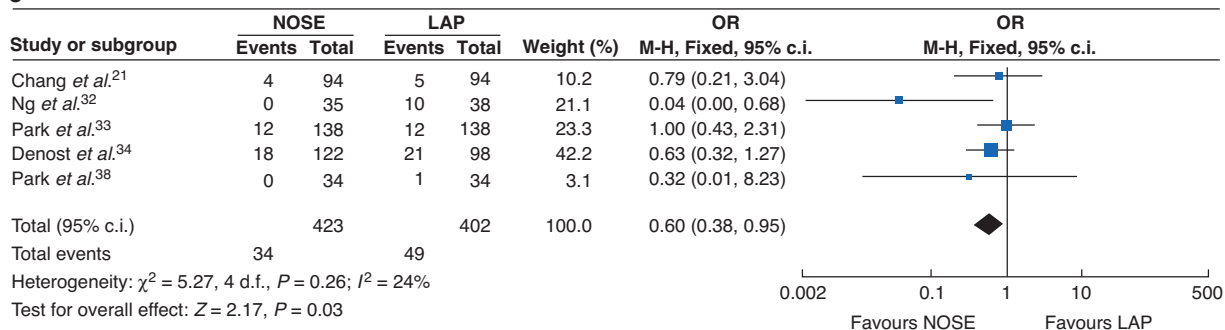 NOSE LAP OR OR
Study or subgroup Events Total Events Total Weight (%) M-H, Fixed, 95% c.i. M-H, Fixed, 95% c.i.
Chang et al.21 4 94 5 94 10.2 0.79 (0.21, 3.04)
Ng et al.32 0 35 10 38 21.1 0.04 (0.00, 0.68)
Park et al.33 12 138 12 138 23.3 1.00 (0.43, 2.31)
Denost et al.34 18 122 21 98 42.2 0.63 (0.32, 1.27)
Park et al.38 0 34 1 34 3.1 0.32 (0.01, 8.23)
Total (95% c.i.) 423 402 100.0 0.60 (0.38, 0.95)
Total events 34 49
Heterogeneity: χ2 = 5.27, 4 d.f., P = 0.26; I2 = 24%
Test for overall effect: Z = 2.17, P = 0.03
0.002 0.1 1 10 500
Favours NOSE Favours LAP